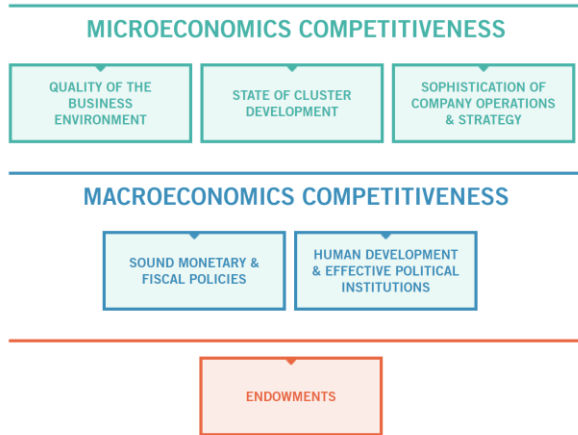 MICROECONOMICS COMPETITIVENESS
QUALITY OF THE
BUSINESS
ENVIRONMENT
STATE OF CLUSTER
DEVELOPMENT
SOPHISTICATION OF
COMPANY OPERATIONS
& STRATEGY
MACROECONOMICS COMPETITIVENESS
SOUND MONETARY &
FISCAL POLICIES
HUMAN DEVELOPMENT
& EFFECTIVE POLITICAL
INSTITUTIONS
ENDOWMENTS